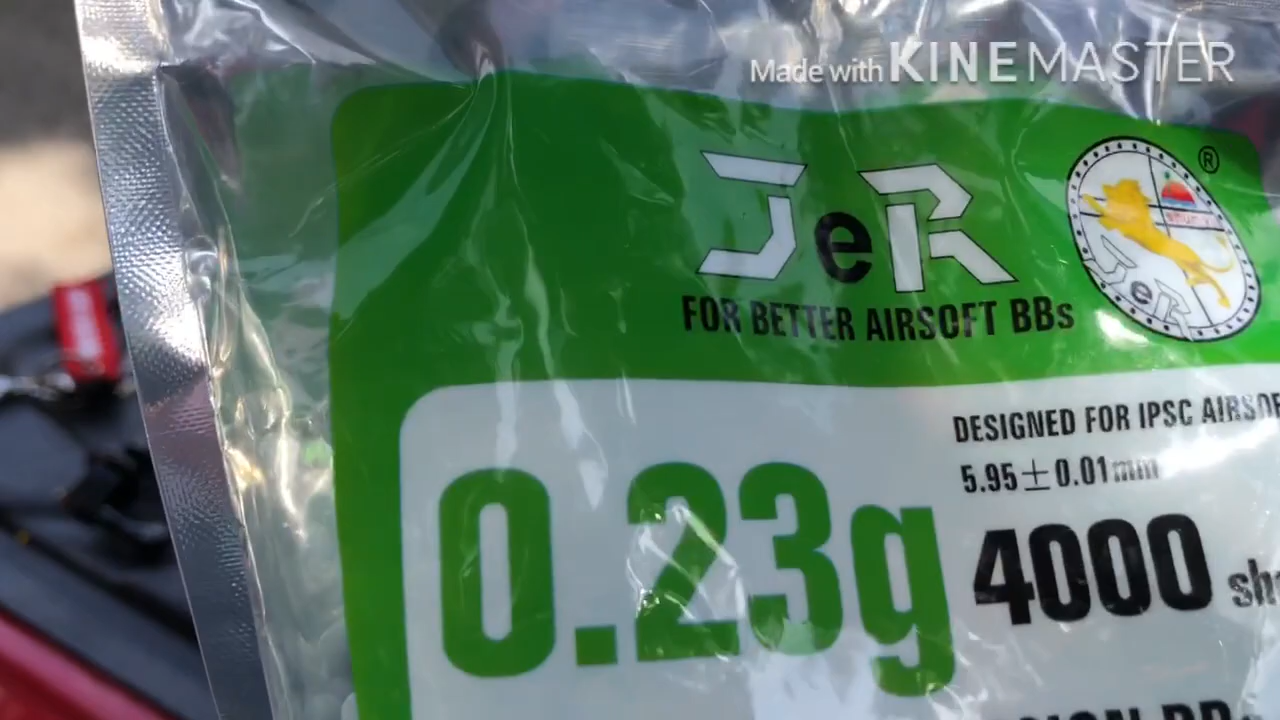 Made with KINEMASTER
JeR
®
FOR BETTER AIRSOFT BBs
JeR
DESIGNED FOR IPSC AIRSOF
5.95±0.01mm
0.23g
4000